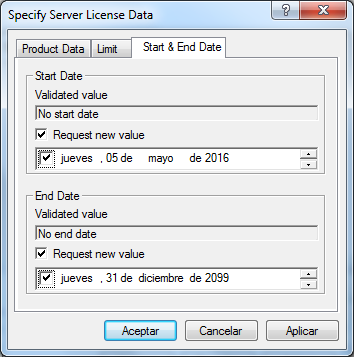 Specify Server License Data
Product Data Limit Start & End Date
Start Date
Validated value
No start date
Request new value
jueves , 05 de mayo de 2016
End Date
Validated value
No end date
Request new value
jueves , 31 de diciembre de 2099
Aceptar Cancelar Aplicar